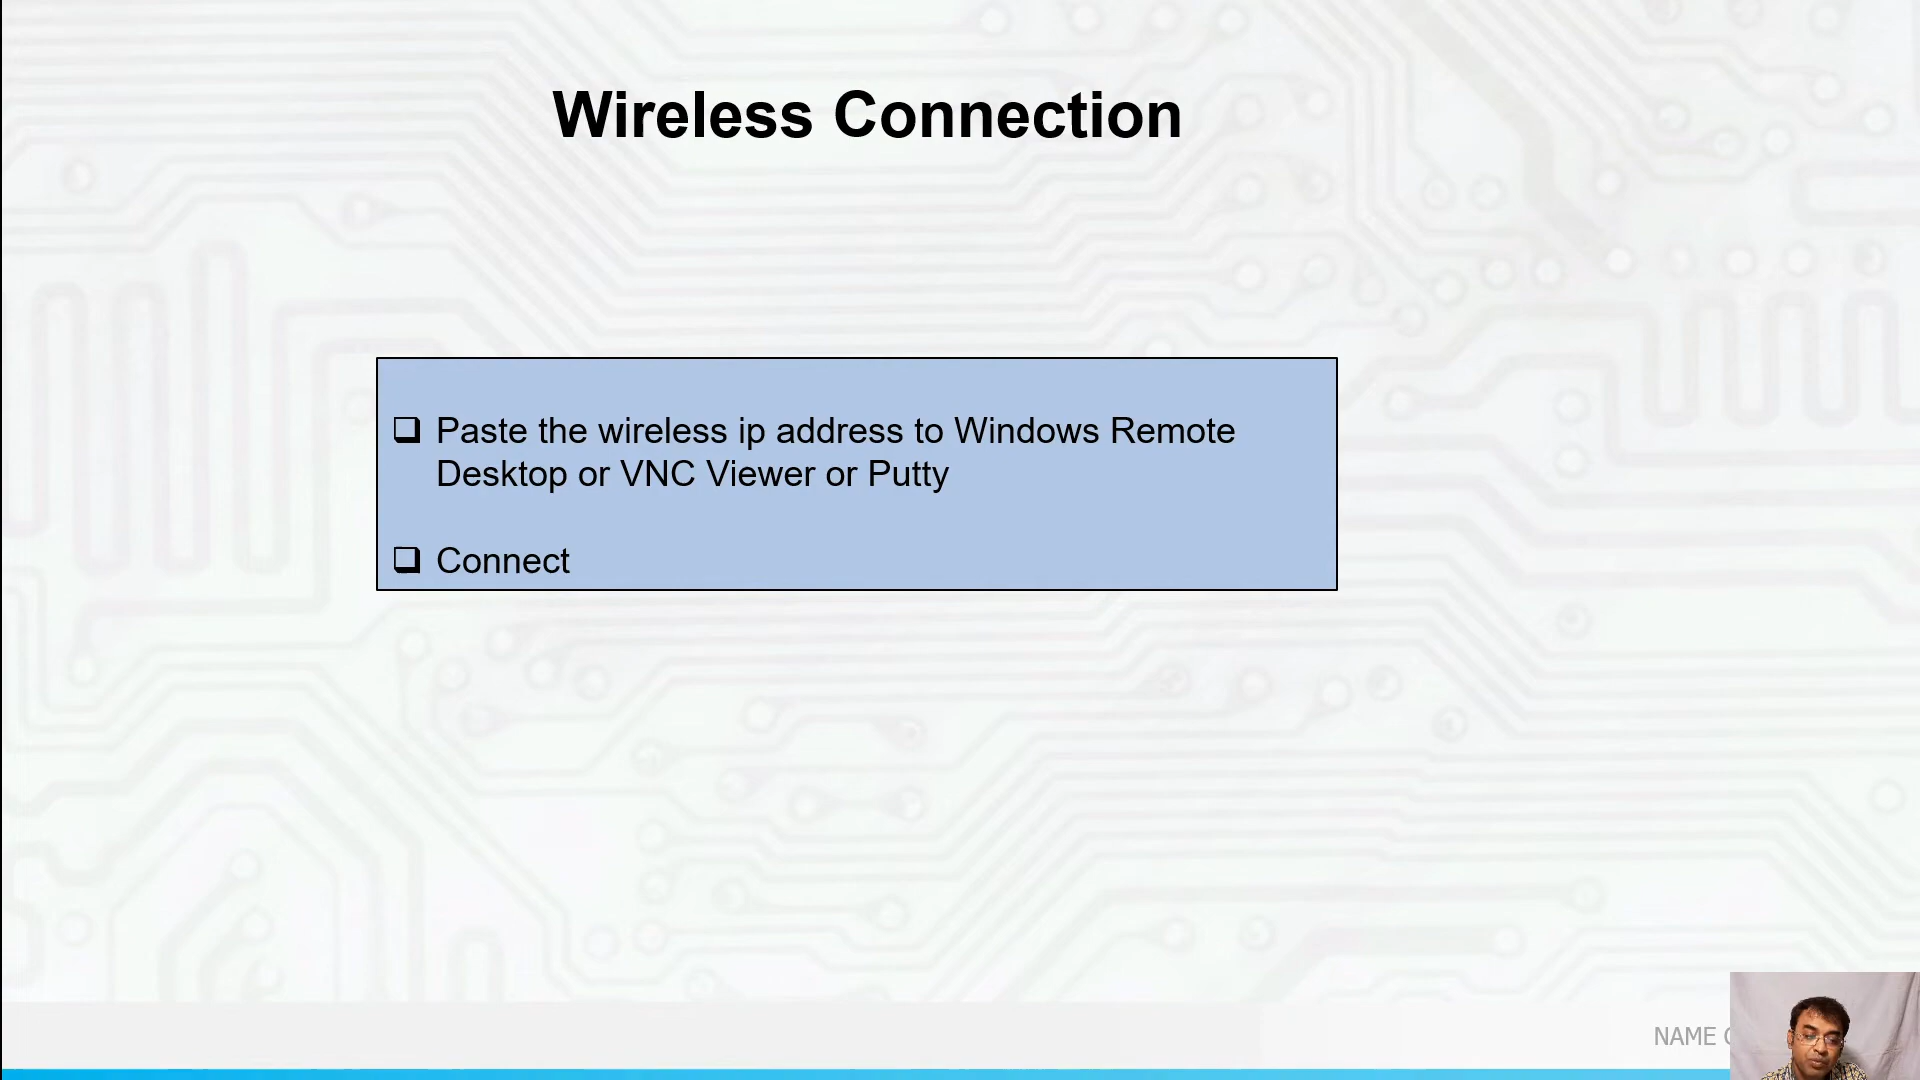 Wireless Connection
❑ Paste the wireless ip address to Windows Remote
Desktop or VNC Viewer or Putty
❑ Connect
NAME